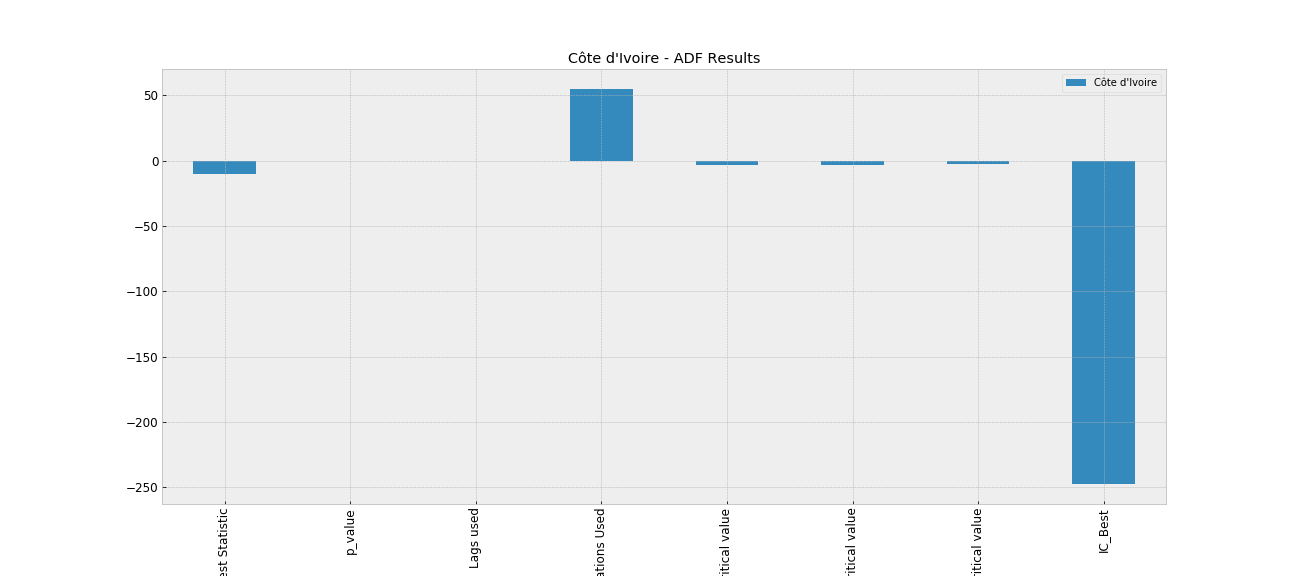 Côte d'Ivoire - ADF Results
Côte d'Ivoire
50
0
−50
−100
−150
−200
−250
est Statistic
p_value
Lags used
ations Used
ritical value
ritical value
ritical value
IC_Best